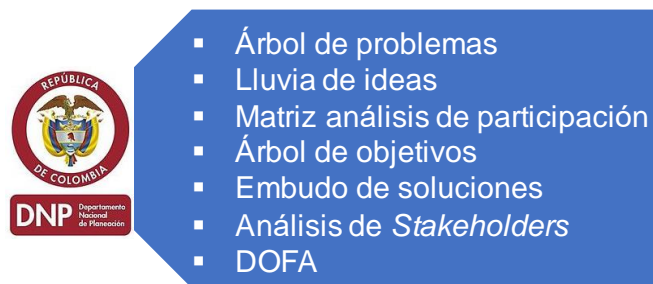 REPÚBLICA
DE COLOMBIA
DNP Departamento
Nacional
de Planeación
Árbol de problemas
Lluvia de ideas
Matriz análisis de participación
Árbol de objetivos
Embudo de soluciones
Análisis de Stakeholders
DOFA